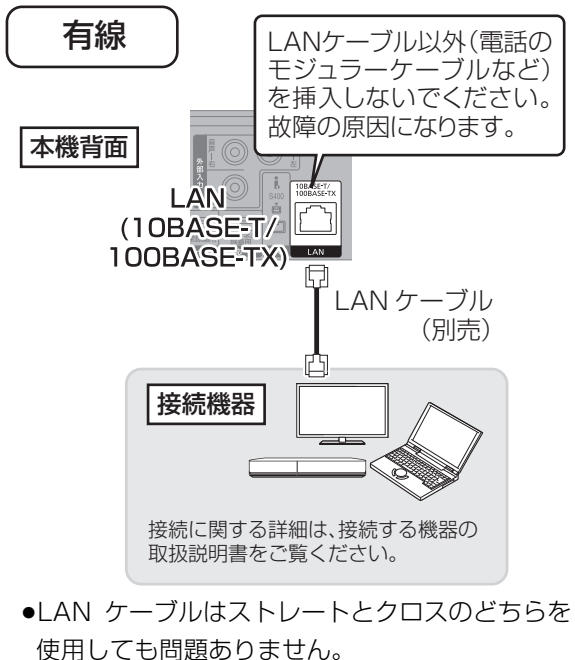 有線
LANケーブル以外(電話の
モジュラーケーブルなど)
を挿入しないでください。
故障の原因になります。
本機背面
外部入力
S400
10BASE-T/
100BASE-TX
LAN
LAN
(10BASE-T/
100BASE-TX)
LAN ケーブル
(別売)
接続機器
接続に関する詳細は、接続する機器の
取扱説明書をご覧ください。
●LAN ケーブルはストレートとクロスのどちらを
使用しても問題ありません。